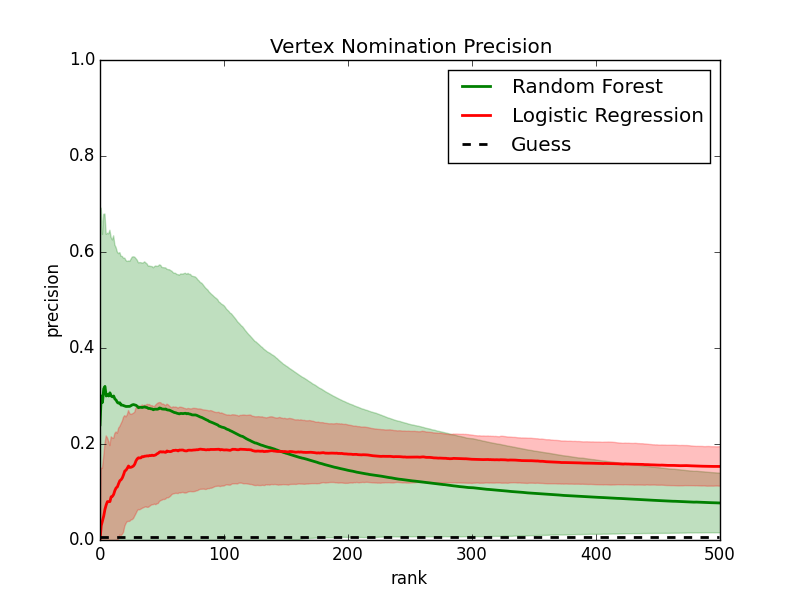 Vertex Nomination Precision
1.0
0.8
0.6
0.4
0.2
0.0
precision
Random Forest
Logistic Regression
Guess
0 100 200 300 400 500
rank